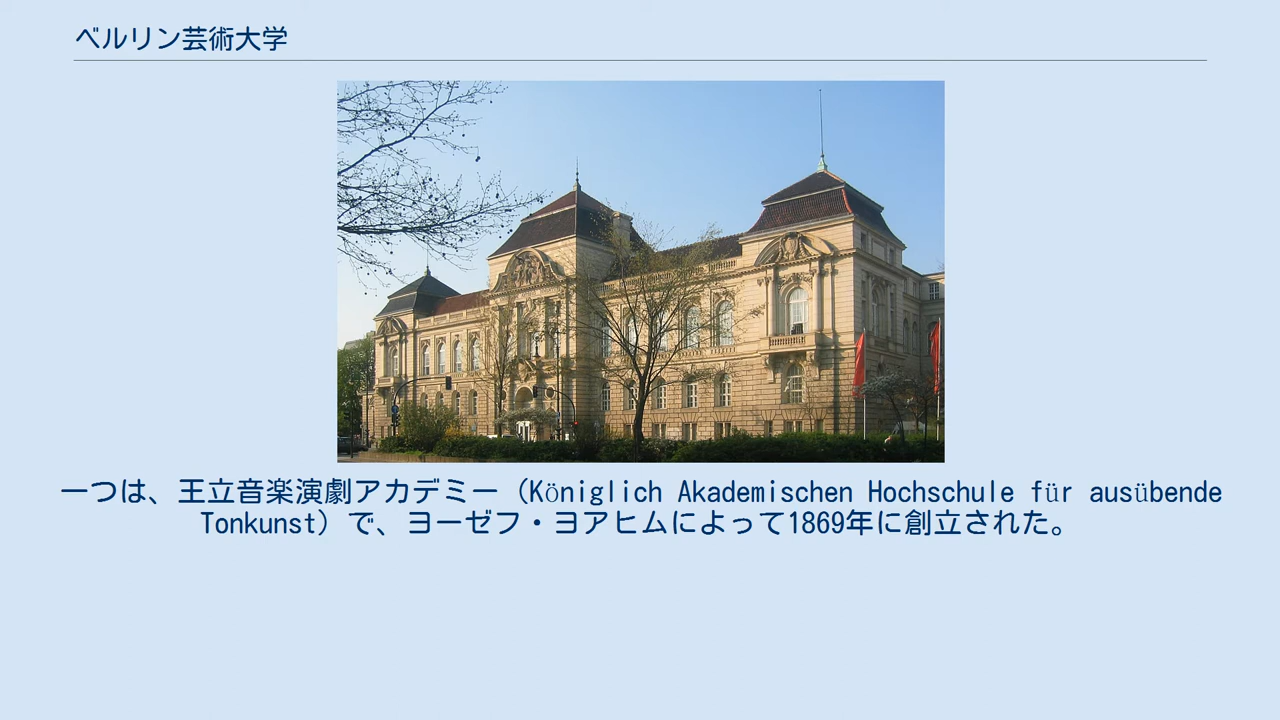 ベルリン芸術大学
一つは、王立音楽演劇アカデミー（Königlich Akademischen Hochschule für ausübende
Tonkunst）で、ヨーゼフ・ヨアヒムによって1869年に創立された。